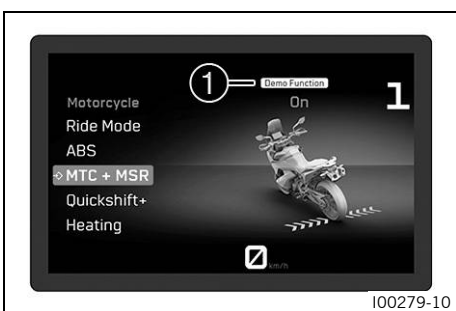 1
Demo Function
Motorcycle
On
1
Ride Mode
ABS
MTC + MSR
Quickshift+
Heating
0 km/h
I00279-10